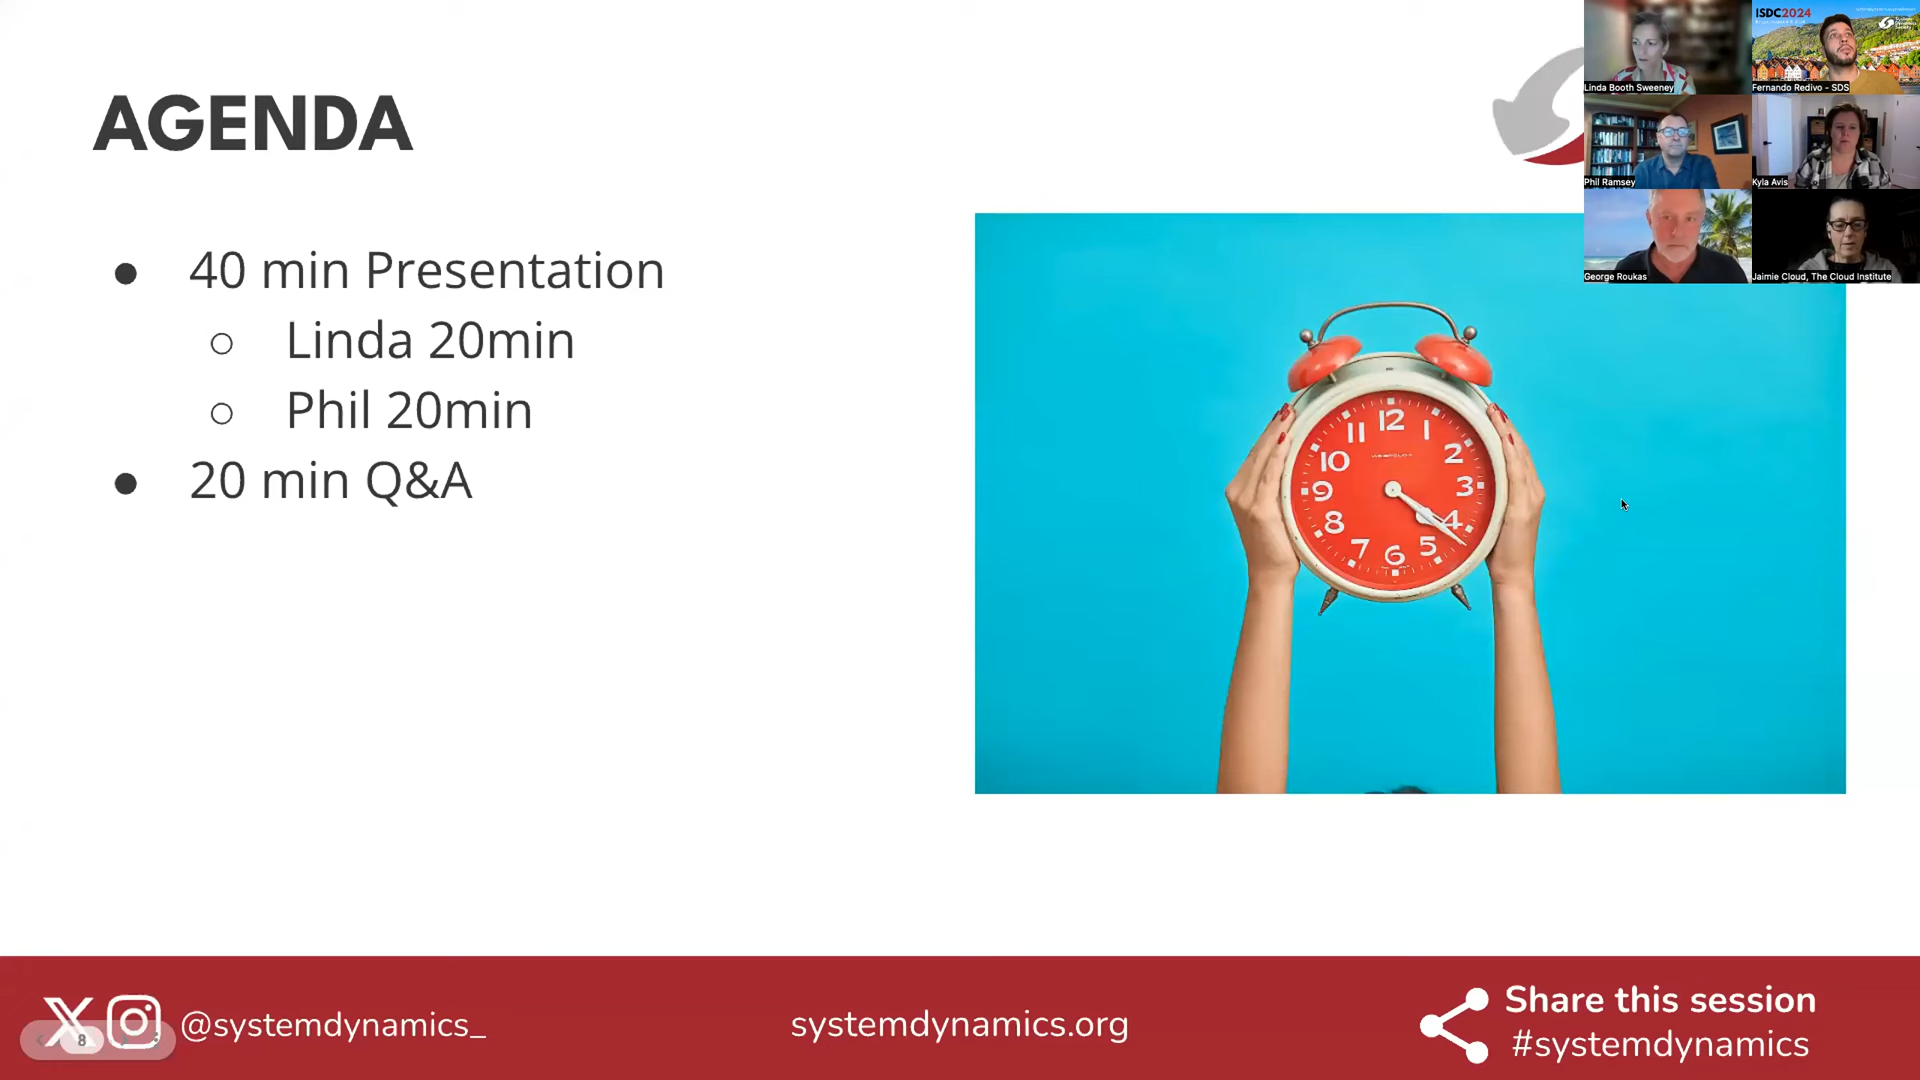 AGENDA
● 40 min Presentation
○ Linda 20min
○ Phil 20min
● 20 min Q&A
ISDC2024
Linda Booth Sweeney
Fernando Redivo - SDS
Phil Ramsey
Kyla Avis
George Roukas
Jaimie Cloud, The Cloud Institute
12
11 1
10 2
9 3
8 4
7 5
6
@systemdynamics_
8
systemdynamics.org
Share this session
#systemdynamics